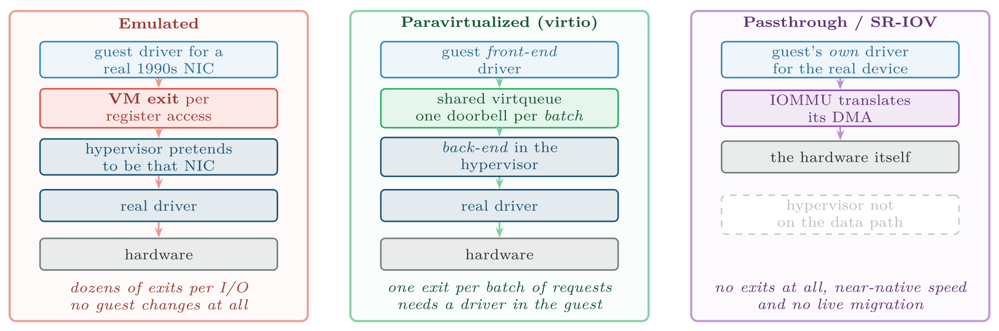 Emulated
guest driver for a
real 1990s NIC
VM exit per
register access
hypervisor pretends
to be that NIC
real driver
hardware
dozens of exits per I/O
no guest changes at all
Paravirtualized (virtio)
guest front-end
driver
shared virtqueue
one doorbell per batch
back-end in the
hypervisor
real driver
hardware
one exit per batch of requests
needs a driver in the guest
Passthrough / SR-IOV
guest's own driver
for the real device
IOMMU translates
its DMA
the hardware itself
hypervisor not
on the data path
no exits at all, near-native speed
and no live migration